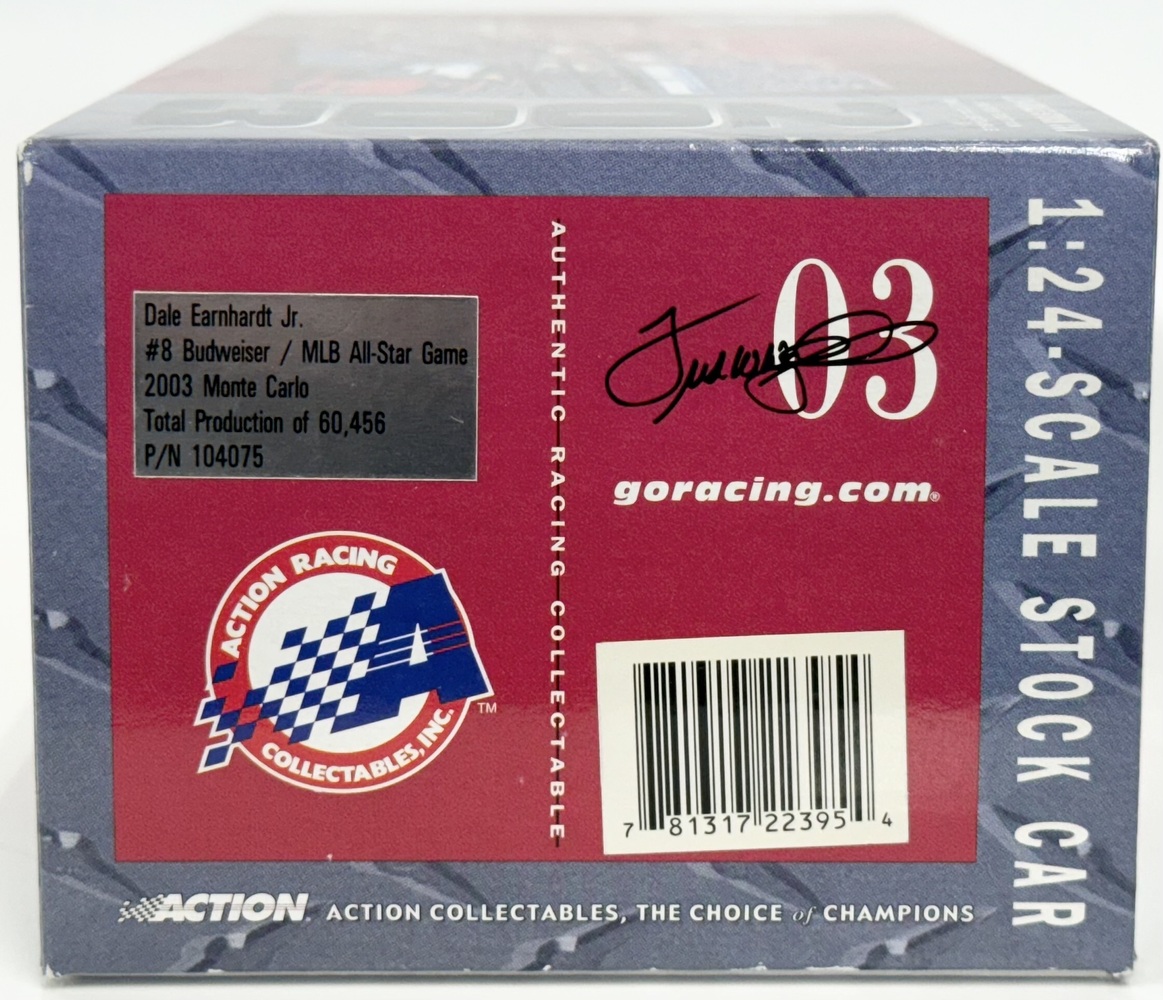 2003
Dale Earnhardt Jr.
#8 Budweiser / MLB All-Star Game
2003 Monte Carlo
Total Production of 60,456
P/N 104075
ACTION RACING
COLLECTABLES, INC.
TM
AUTHENTIC RACING COLLECTABLE
03
goracing.com®
7 81317 22395 4
1:24-SCALE STOCK CAR
ACTION
ACTION COLLECTABLES, THE CHOICE of CHAMPIONS